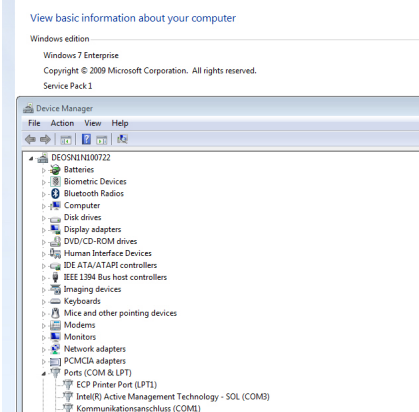 View basic information about your computer
Windows edition
Windows 7 Enterprise
Copyright © 2009 Microsoft Corporation. All rights reserved.
Service Pack 1
Device Manager
File Action View Help
DEOSN1N100722
Batteries
Biometric Devices
Bluetooth Radios
Computer
Disk drives
Display adapters
DVD/CD-ROM drives
Human Interface Devices
IDE ATA/ATAPI controllers
IEEE 1394 Bus host controllers
Imaging devices
Keyboards
Mice and other pointing devices
Modems
Monitors
Network adapters
PCMCIA adapters
Ports (COM & LPT)
ECP Printer Port (LPT1)
Intel(R) Active Management Technology - SOL (COM3)
Kommunikationsanschluss (COM1)